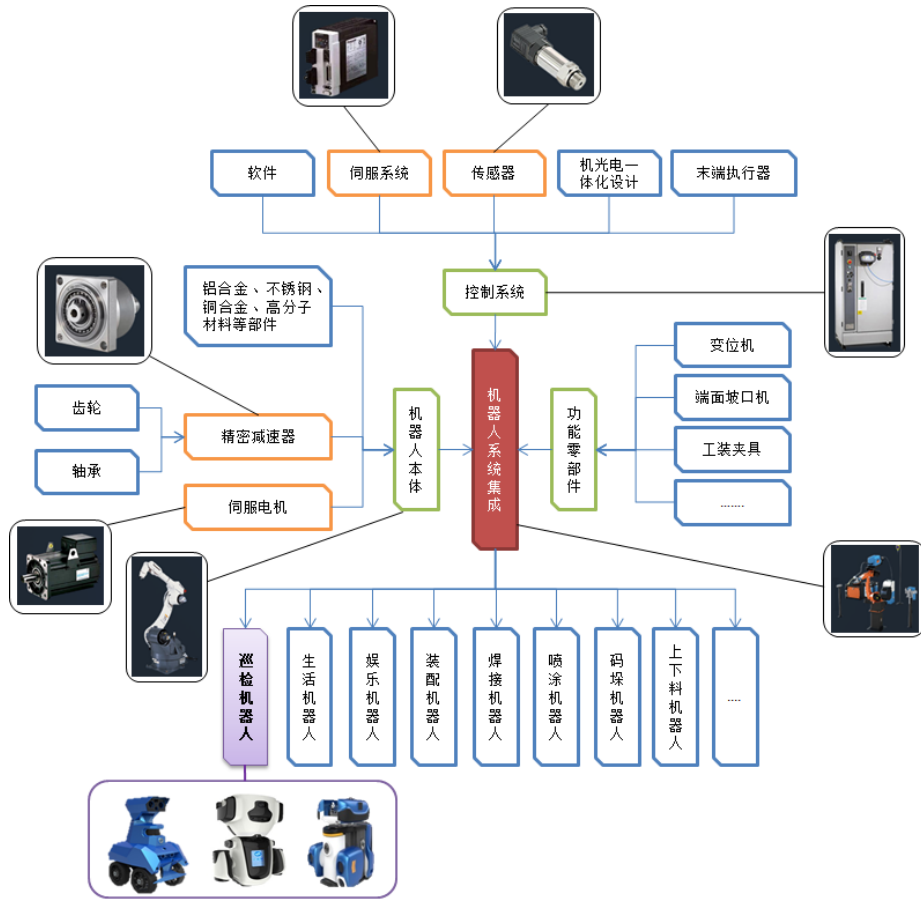 软件
伺服系统
传感器
机光电一
体化设计
末端执行器
铝合金、不锈钢、
铜合金、高分子
材料等部件
控制系统
齿轮
轴承
精密减速器
伺服电机
机器人本体
机器人系统集成
功能零部件
变位机
端面坡口机
工装夹具
.......
巡检机器人
生活机器人
娱乐机器人
装配机器人
焊接机器人
喷涂机器人
码垛机器人
上下料机器人
....